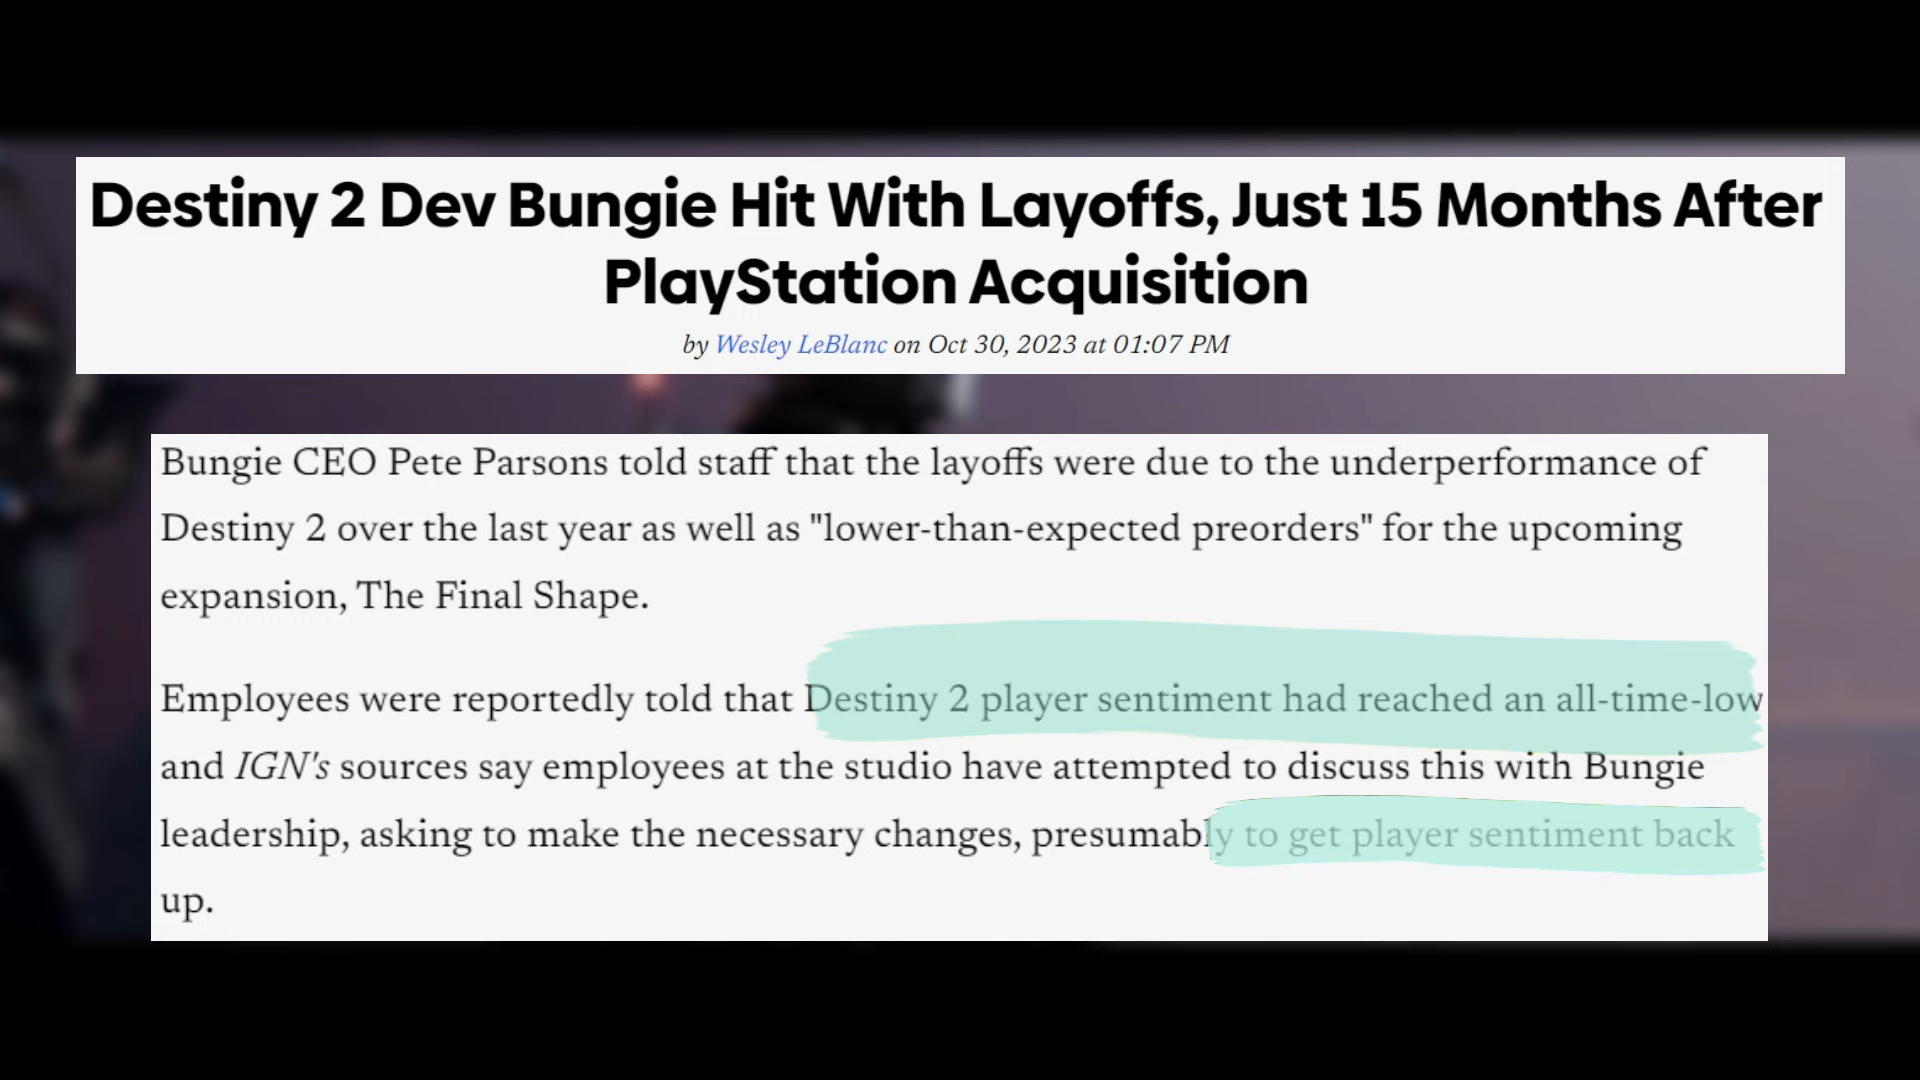 Destiny 2 Dev Bungie Hit With Layoffs, Just 15 Months After
PlayStation Acquisition
by Wesley LeBlanc on Oct 30, 2023 at 01:07 PM
Bungie CEO Pete Parsons told staff that the layoffs were due to the underperformance of
Destiny 2 over the last year as well as "lower-than-expected preorders" for the upcoming
expansion, The Final Shape.
Employees were reportedly told that Destiny 2 player sentiment had reached an all-time-low
and IGN's sources say employees at the studio have attempted to discuss this with Bungie
leadership, asking to make the necessary changes, presumably to get player sentiment back
up.